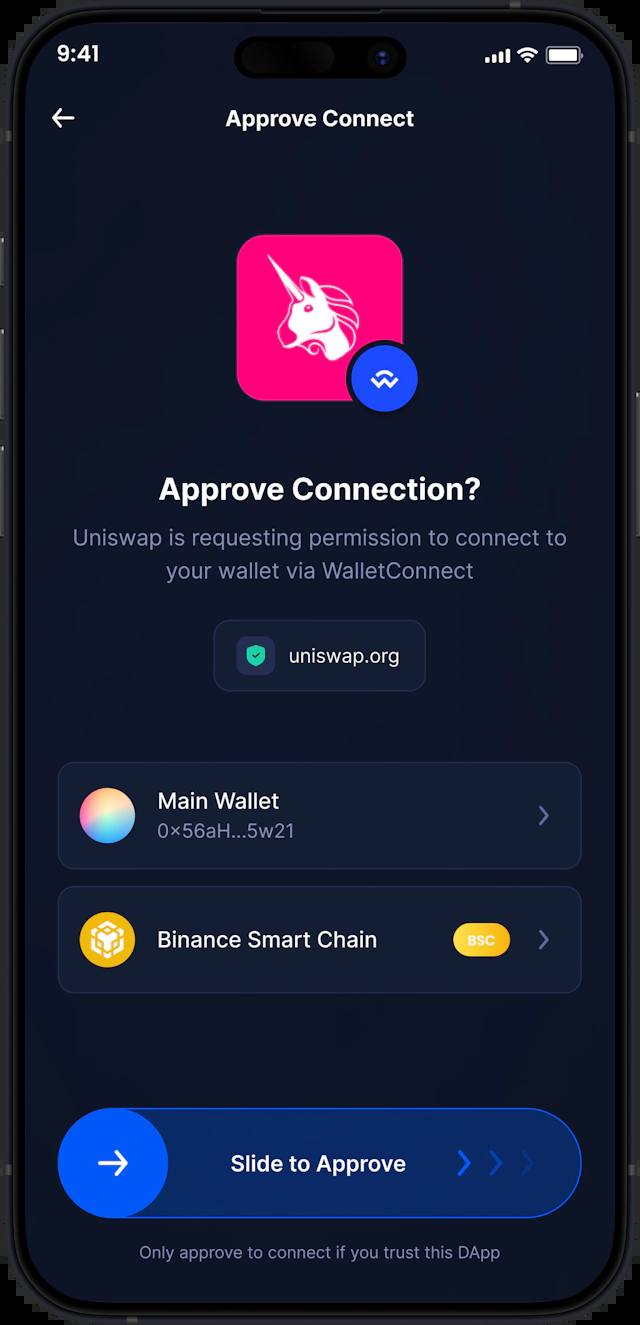 9:41
Approve Connect
Approve Connection?
Uniswap is requesting permission to connect to
your wallet via WalletConnect
uniswap.org
Main Wallet
0×56aH...5w21
Binance Smart Chain
BSC
Slide to Approve
Only approve to connect if you trust this DApp